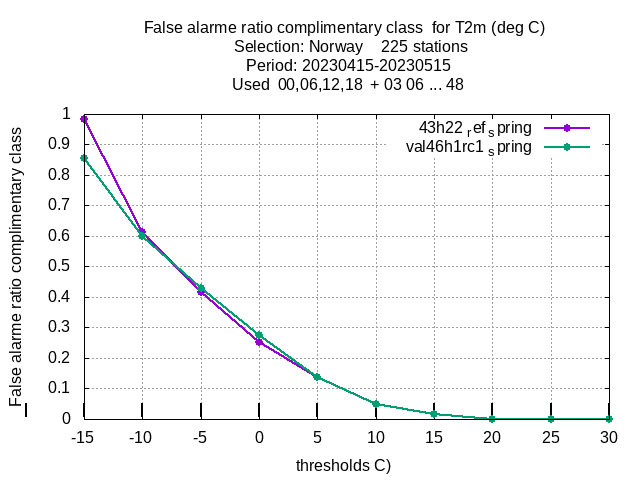 False alarme ratio complimentary class  for T2m (deg C)
Selection: Norway    225 stations
Period: 20230415-20230515
Used  00,06,12,18  + 03 06 ... 48
43h22 ref spring
val46h1rc1 spring
False alarme ratio complimentary class
1
0.9
0.8
0.7
0.6
0.5
0.4
0.3
0.2
0.1
0
-15 -10 -5 0 5 10 15 20 25 30
thresholds C)